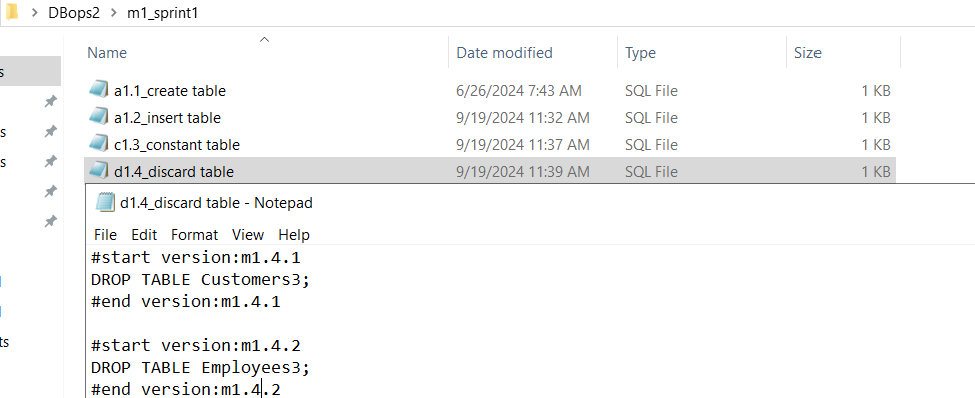 DBops2 > m1_sprint1
Name Date modified Type Size
s
a1.1_create table 6/26/2024 7:43 AM SQL File 1 KB
a1.2_insert table 9/19/2024 11:32 AM SQL File 1 KB
s
c1.3_constant table 9/19/2024 11:37 AM SQL File 1 KB
s
d1.4_discard table 9/19/2024 11:39 AM SQL File 1 KB
d1.4_discard table - Notepad
File Edit Format View Help
#start version:m1.4.1
DROP TABLE Customers3;
#end version:m1.4.1
#start version:m1.4.2
ts
DROP TABLE Employees3;
#end version:m1.4.2